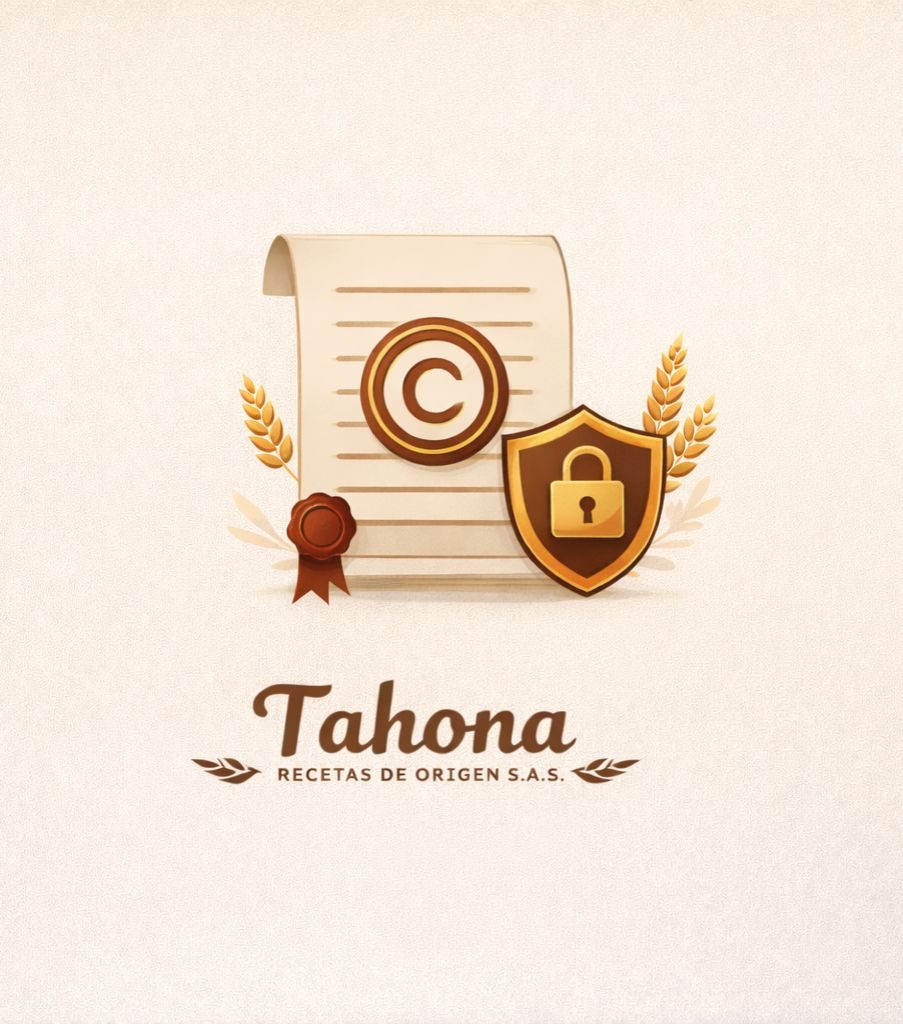 C
Tahona
RECETAS DE ORIGEN S.A.S.